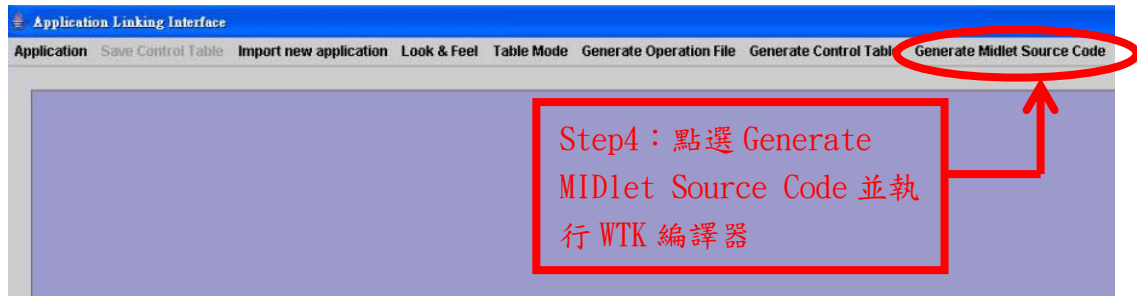 Application Linking Interface
Application Save Control Table Import new application Look & Feel Table Mode Generate Operation File Generate Control Table Generate Midlet Source Code
Step4：點選 Generate
MIDlet Source Code 並執
行 WTK 編譯器